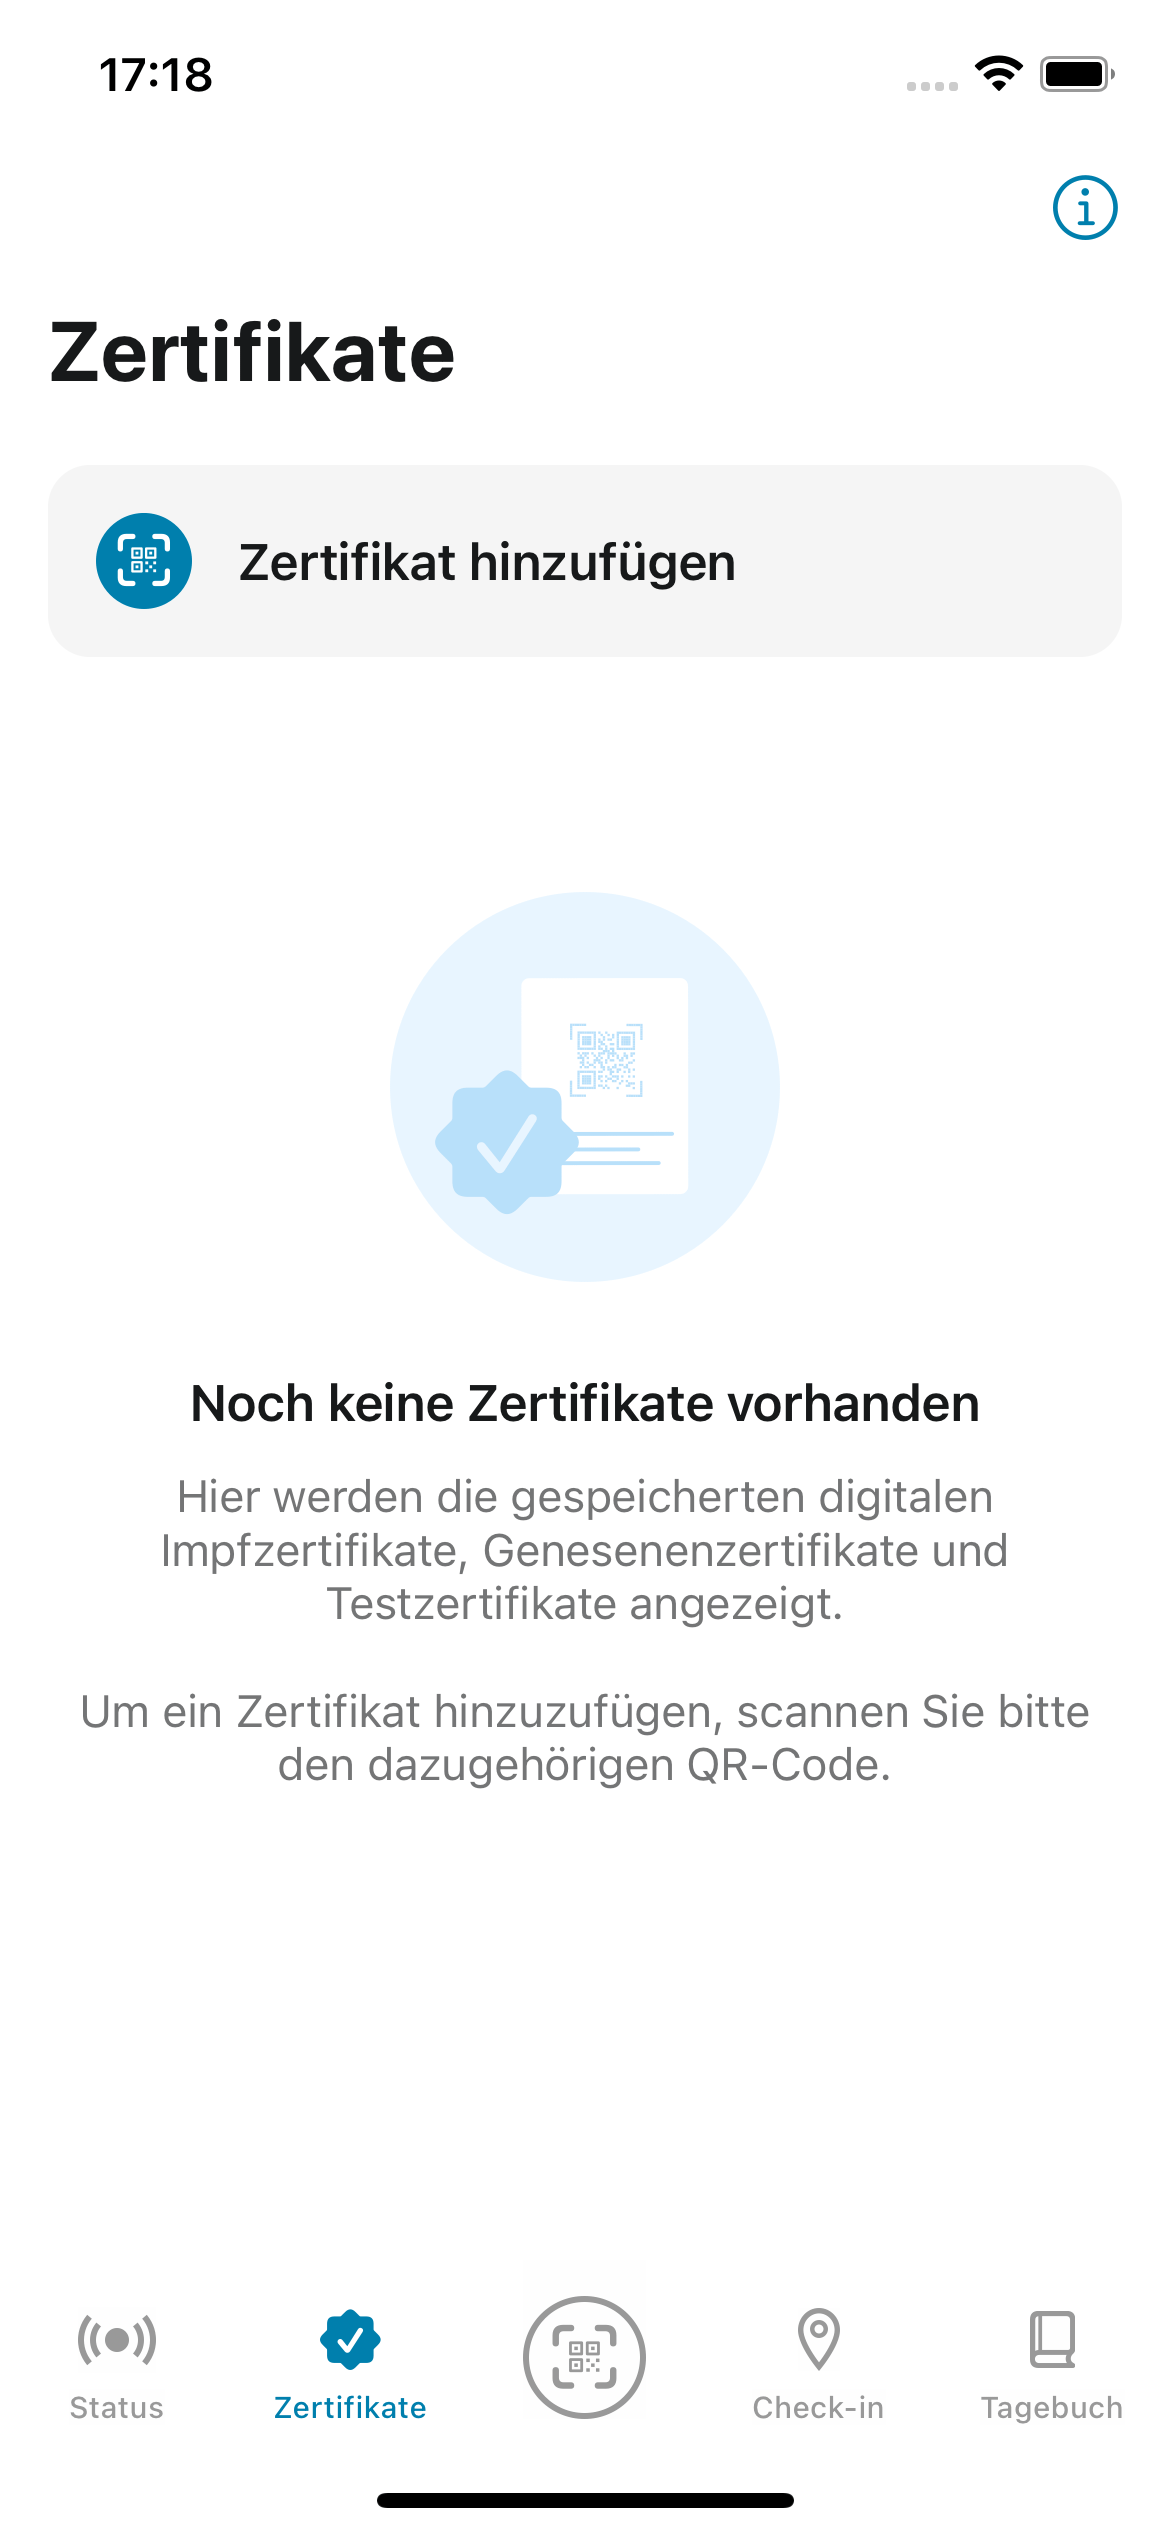 17:18
Zertifikate
Zertifikat hinzufügen
Noch keine Zertifikate vorhanden
Hier werden die gespeicherten digitalen
Impfzertifikate, Genesenenzertifikate und
Testzertifikate angezeigt.
Um ein Zertifikat hinzuzufügen, scannen Sie bitte
den dazugehörigen QR-Code.
Status
Zertifikate
Check-in
Tagebuch